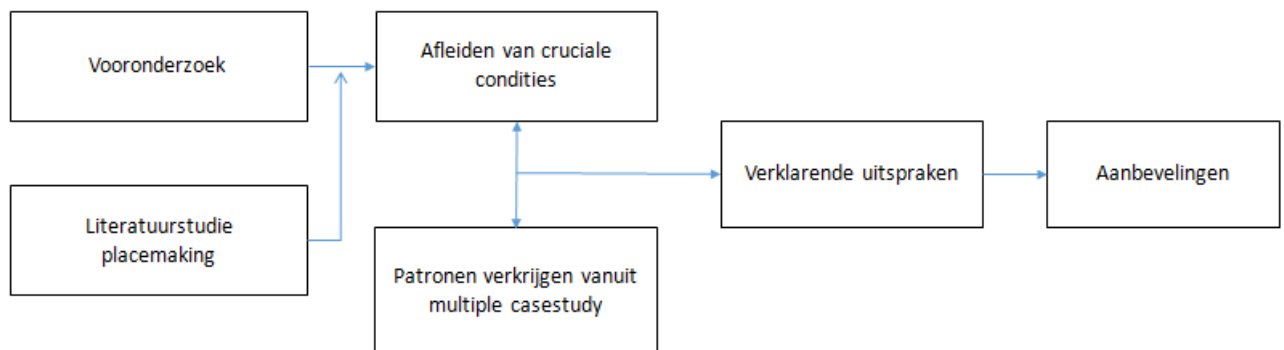 Vooronderzoek
Afleiden van cruciale
condities
Literatuurstudie
placemaking
Patronen verkrijgen vanuit
multiple casestudy
Verklarende uitspraken
Aanbevelingen